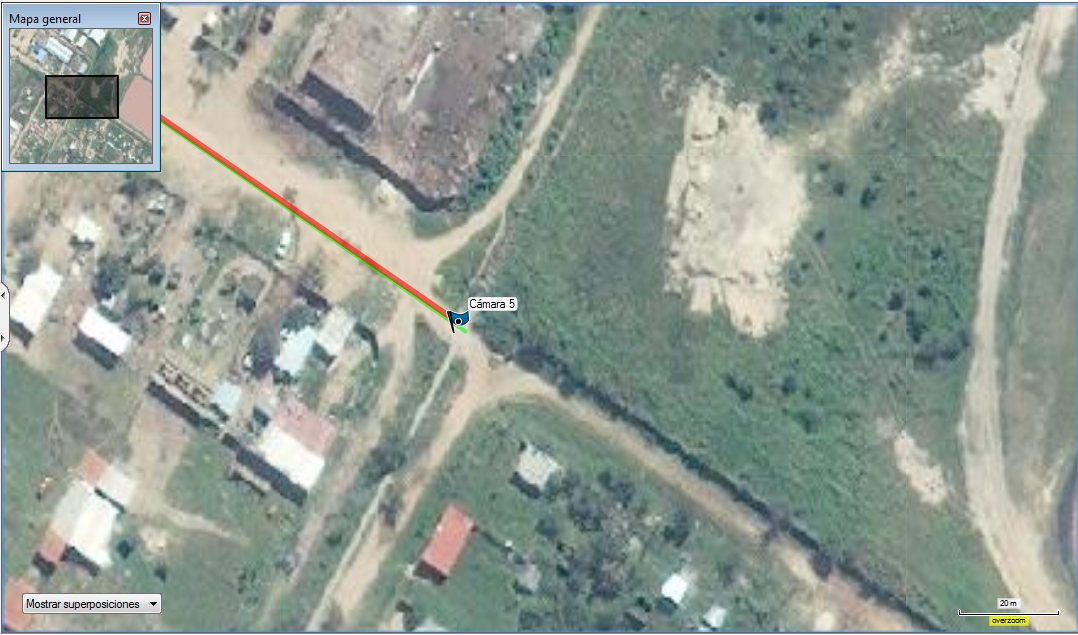 Mapa general
Cámara 5
Mostrar superposiciones
20 m
overzoom